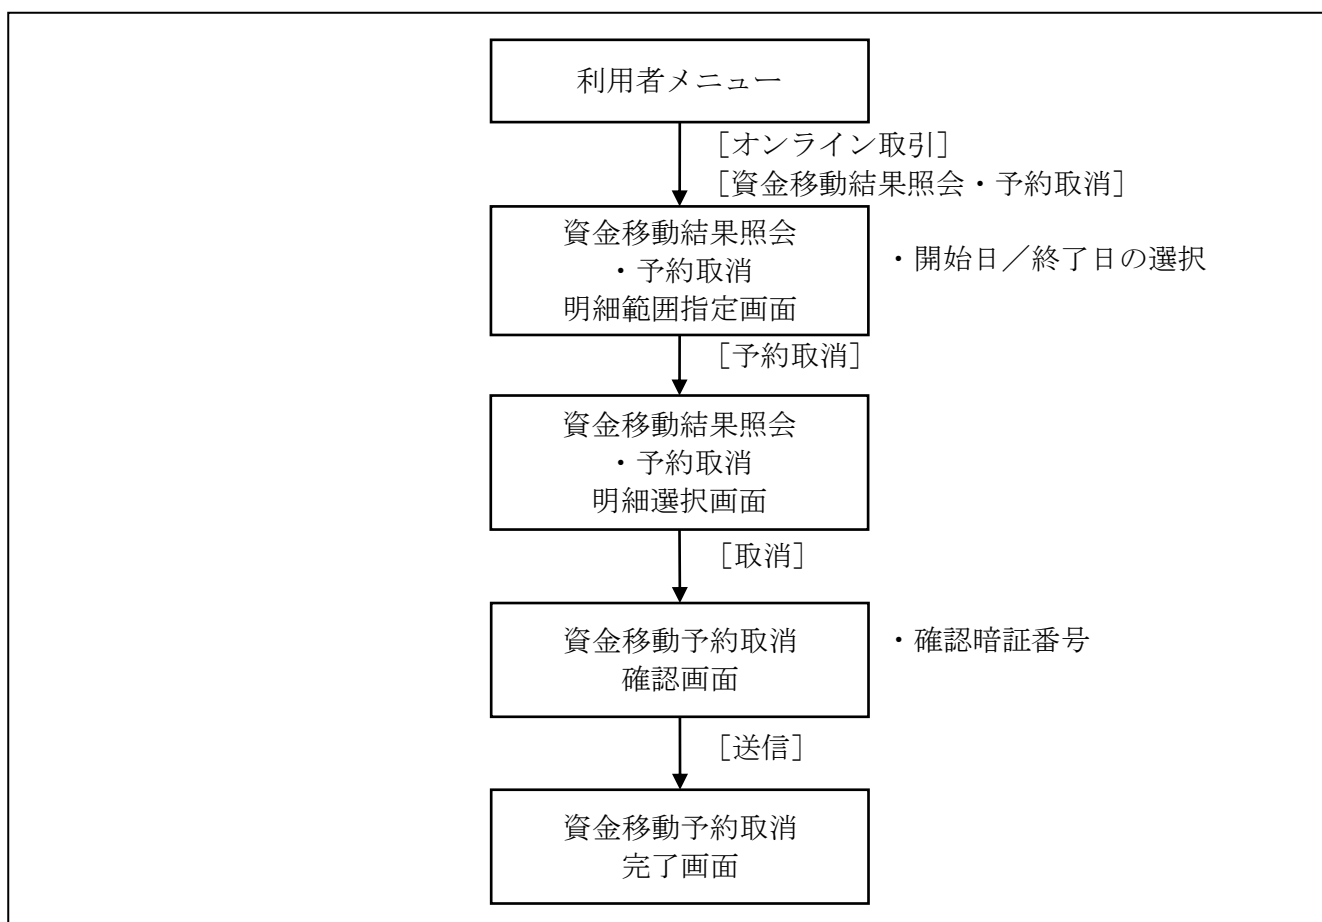 利用者メニュー
［オンライン取引］
［資金移動結果照会・予約取消］
資金移動結果照会
・予約取消
明細範囲指定画面
・開始日／終了日の選択
［予約取消］
資金移動結果照会
・予約取消
明細選択画面
［取消］
資金移動予約取消
確認画面
・確認暗証番号
［送信］
資金移動予約取消
完了画面